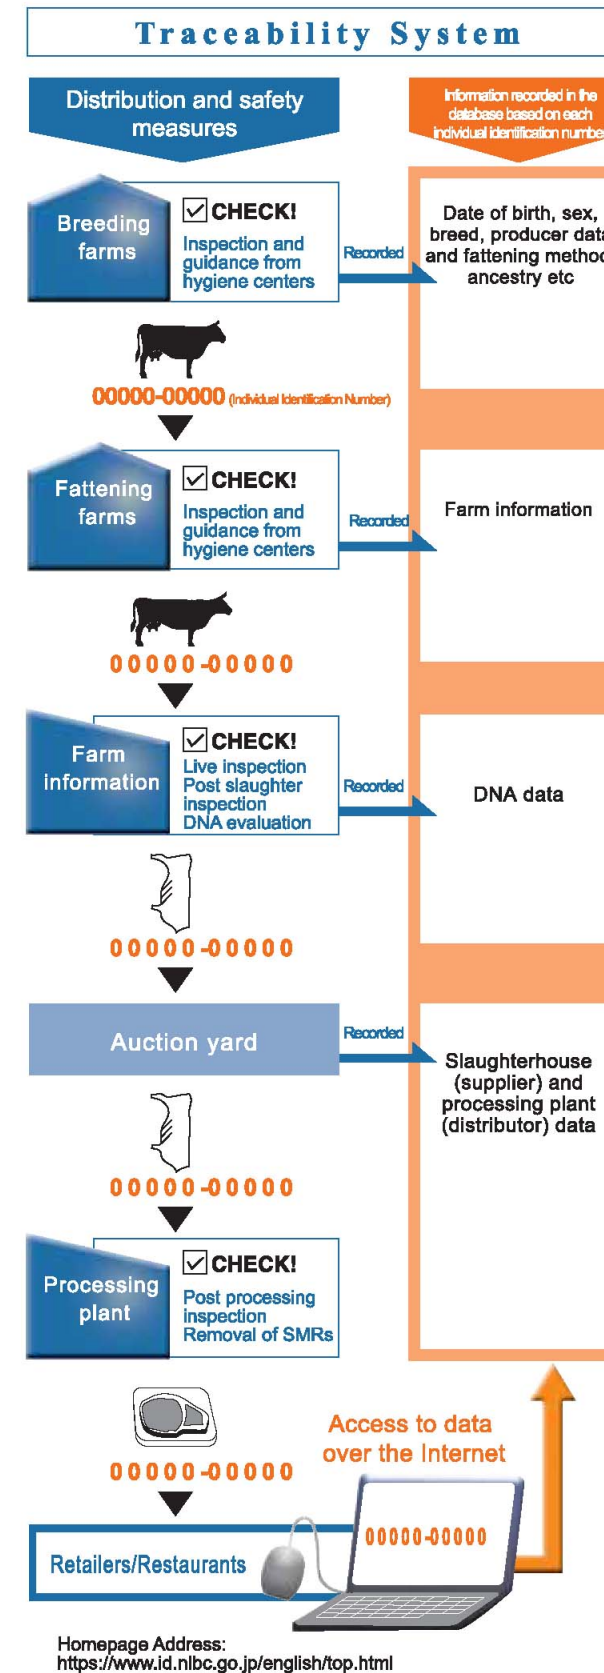 Traceability System
Distribution and safety
measures
Information recorded in the
database based on each
individual identification number
Breeding
farms
CHECK!
Inspection and
guidance from
hygiene centers
Recorded
Date of birth, sex,
breed, producer data
and fattening method
ancestry etc
00000-00000 (Individual Identification Number)
Fattening
farms
CHECK!
Inspection and
guidance from
hygiene centers
Recorded
Farm information
00000-00000
Farm
information
CHECK!
Live inspection
Post slaughter
inspection
DNA evaluation
Recorded
DNA data
00000-00000
Auction yard
Recorded
Slaughterhouse
(supplier) and
processing plant
(distributor) data
00000-00000
Processing
plant
CHECK!
Post processing
inspection
Removal of SMRs
00000-00000
Access to data
over the Internet
00000-00000
Retailers/Restaurants
Homepage Address:
https://www.id.nlbc.go.jp/english/top.html